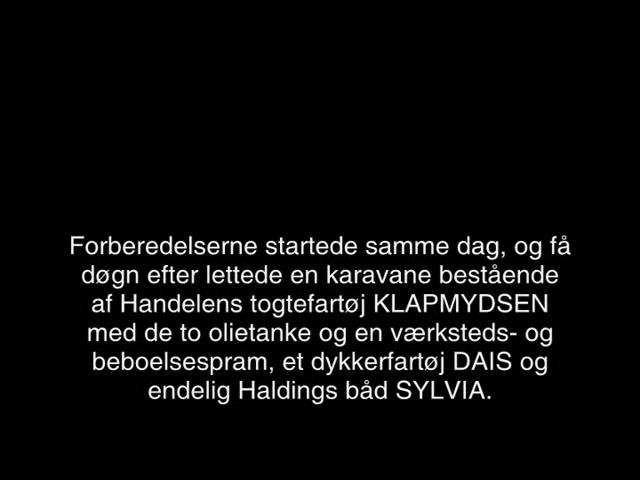 Forberedelserne startede samme dag, og få
døgn efter lettede en karavane bestående
af Handelens togtefartøj KLAPMYDSEN
med de to olietanke og en værksteds- og
beboelsespram, et dykkerfartøj DAIS og
endelig Haldings båd SYLVIA.